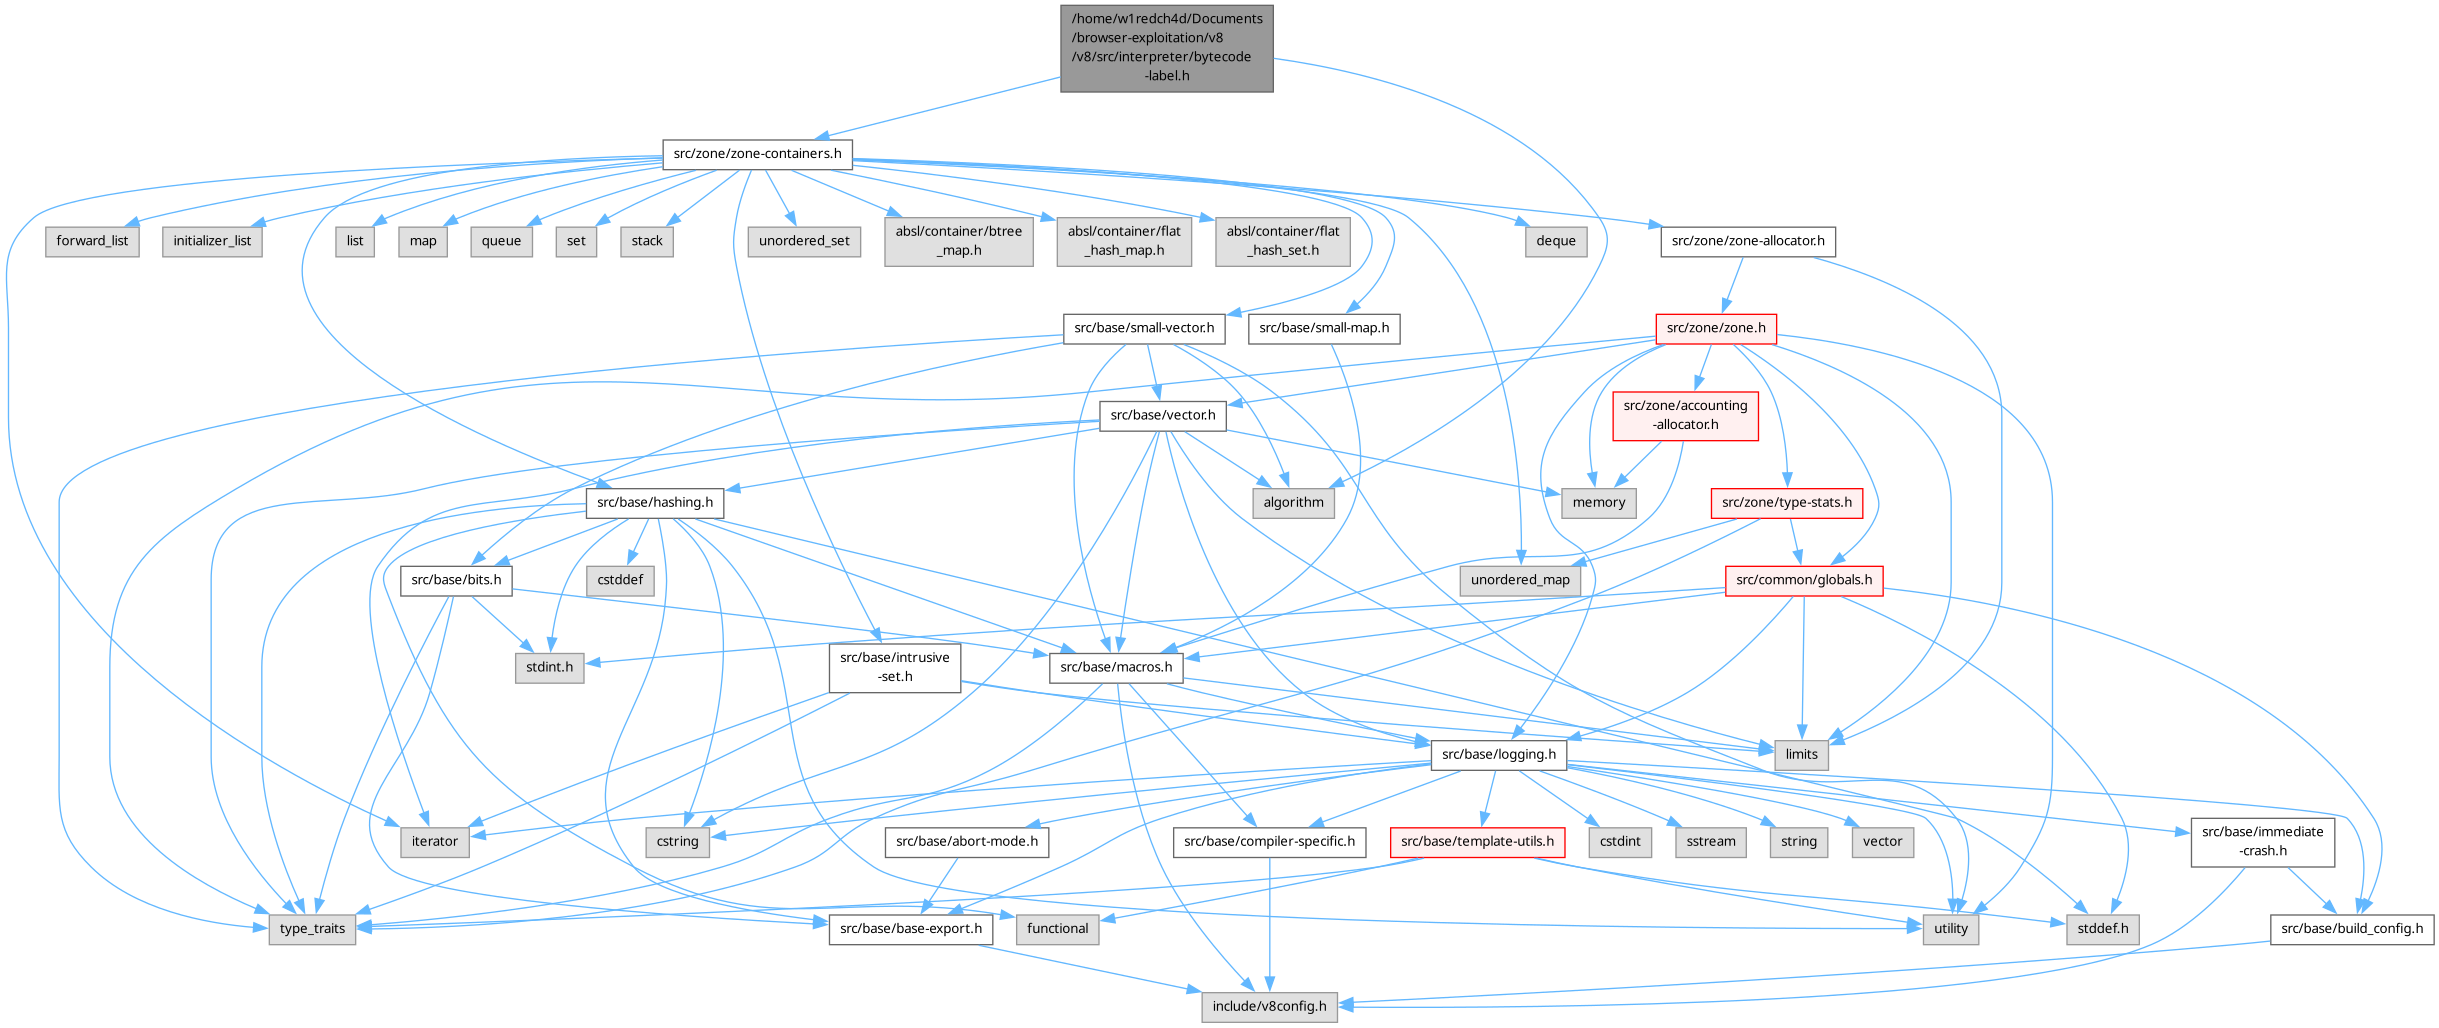 /home/w1redch4d/Documents
/browser-exploitation/v8
/v8/src/interpreter/bytecode
-label.h
src/zone/zone-containers.h
forward_list
initializer_list
list
map
queue
set
stack
unordered_set
absl/container/btree
_map.h
absl/container/flat
_hash_map.h
absl/container/flat
_hash_set.h
deque
src/zone/zone-allocator.h
src/base/small-vector.h
src/base/small-map.h
src/zone/zone.h
src/base/vector.h
src/zone/accounting
-allocator.h
src/base/hashing.h
algorithm
memory
src/zone/type-stats.h
src/base/bits.h
cstddef
unordered_map
src/common/globals.h
stdint.h
src/base/intrusive
-set.h
src/base/macros.h
src/base/logging.h
limits
iterator
cstring
src/base/abort-mode.h
src/base/compiler-specific.h
src/base/template-utils.h
cstdint
sstream
string
vector
src/base/immediate
-crash.h
type_traits
src/base/base-export.h
functional
utility
stddef.h
src/base/build_config.h
include/v8config.h